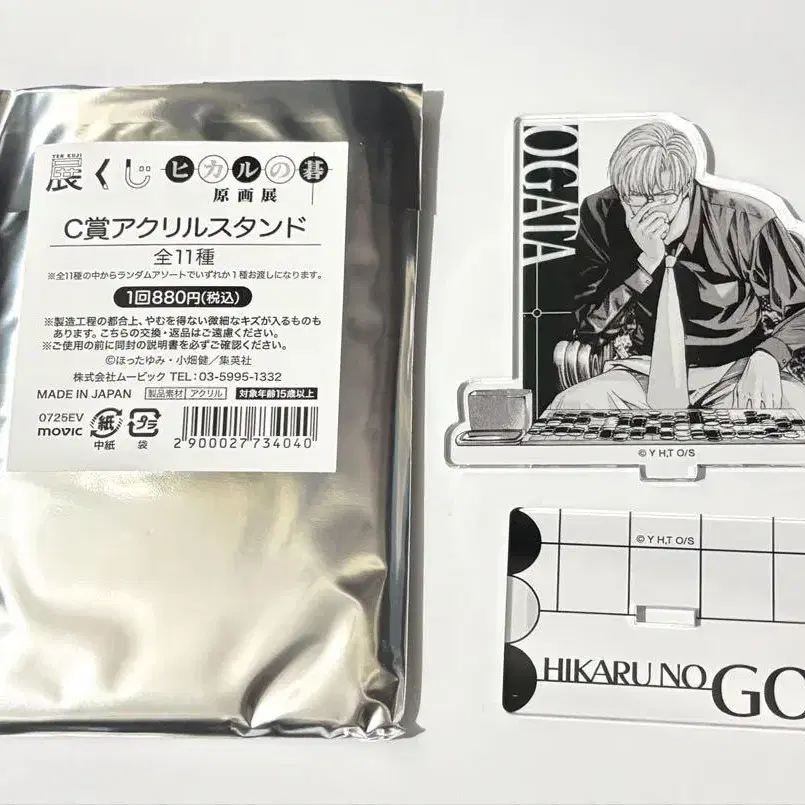 TEN KUJI
展くじ ヒカルの碁
原画展
C賞アクリルスタンド
全11種
※全11種の中からランダムアソートでいずれか1種お渡しになります。
1回880円(税込)
※製造工程の都合上、やむを得ない微細なキズが入るものも
あります。こちらの交換・返品はご遠慮ください。
※ご使用の前に同封の説明書を必ずご確認ください。
©ほったゆみ・小畑健／集英社
株式会社ムービック TEL：03-5995-1332
MADE IN JAPAN 製品素材 アクリル 対象年齢15歳以上
0725EV
movic 紙 プラ
中紙 袋
2900027734040
OGATA
© Y H,T O/S
© Y H,T O/S
HIKARU NO GO